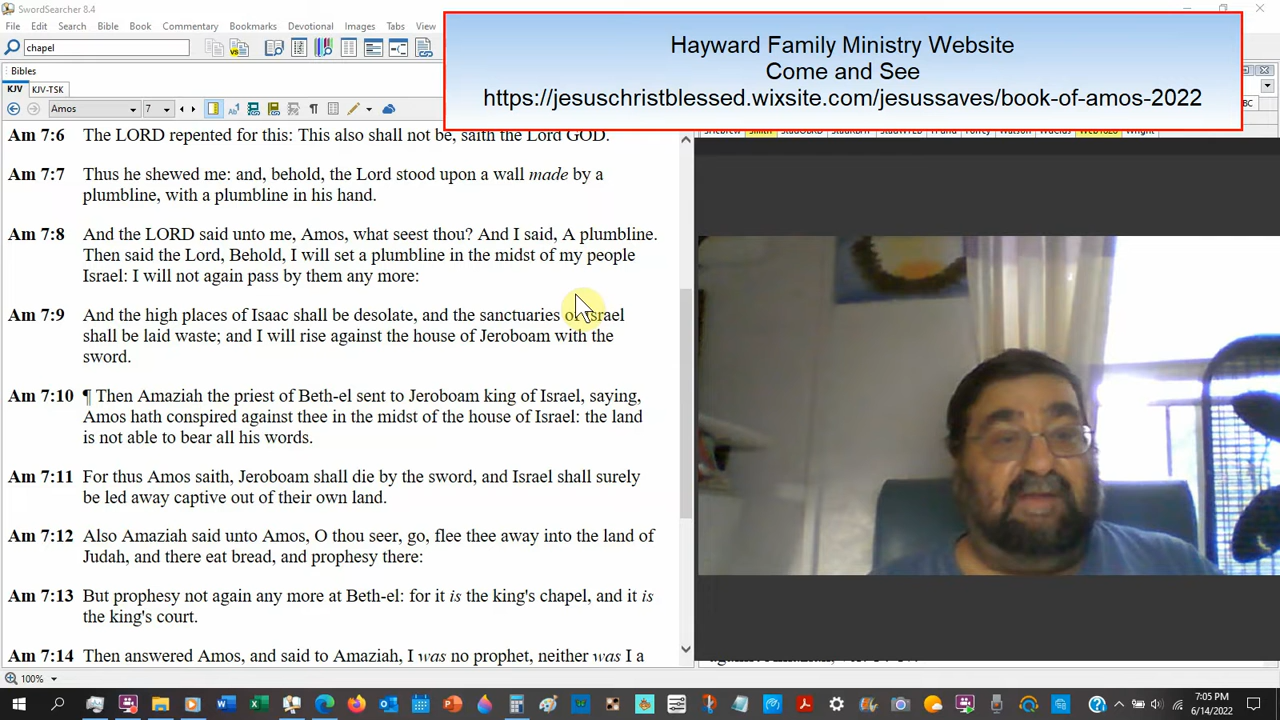 SwordSearcher 8.4
File Edit Search Bible Book Commentary Bookmarks Devotional Images Tabs View
chapel
Hayward Family Ministry Website
Come and See
https://jesuschristblessed.wixsite.com/jesussaves/book-of-amos-2022
Bibles
KJV KJV-TSK
Amos 7
Am 7:6 The LORD repented for this: This also shall not be, saith the Lord GOD.
Am 7:7 Thus he shewed me: and, behold, the Lord stood upon a wall made by a
plumbline, with a plumbline in his hand.
Am 7:8 And the LORD said unto me, Amos, what seest thou? And I said, A plumbline.
Then said the Lord, Behold, I will set a plumbline in the midst of my people
Israel: I will not again pass by them any more:
Am 7:9 And the high places of Isaac shall be desolate, and the sanctuaries of Israel
shall be laid waste; and I will rise against the house of Jeroboam with the
sword.
Am 7:10 ¶ Then Amaziah the priest of Beth-el sent to Jeroboam king of Israel, saying,
Amos hath conspired against thee in the midst of the house of Israel: the land
is not able to bear all his words.
Am 7:11 For thus Amos saith, Jeroboam shall die by the sword, and Israel shall surely
be led away captive out of their own land.
Am 7:12 Also Amaziah said unto Amos, O thou seer, go, flee thee away into the land of
Judah, and there eat bread, and prophesy there:
Am 7:13 But prophesy not again any more at Beth-el: for it is the king's chapel, and it is
the king's court.
Am 7:14 Then answered Amos, and said to Amaziah, I was no prophet, neither was I a
100%
7:05 PM
6/14/2022